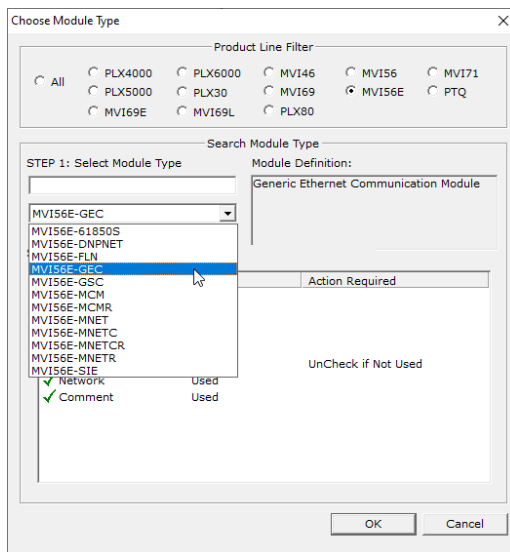 Choose Module Type
Product Line Filter
All
PLX4000
PLX6000
MVI46
MVI56
MVI71
PLX5000
PLX30
MVI69
MVI56E
PTQ
MVI69E
MVI69L
PLX80
Search Module Type
STEP 1: Select Module Type
Module Definition:
Generic Ethernet Communication Module
MVI56E-GEC
MVI56E-61850S
MVI56E-DNPNET
MVI56E-FLN
MVI56E-GEC
MVI56E-GSC
MVI56E-MCM
MVI56E-MCMR
MVI56E-MNET
MVI56E-MNETC
MVI56E-MNETCR
MVI56E-MNETR
MVI56E-SIE
Action Required
UnCheck if Not Used
Network Used
Comment Used
OK Cancel